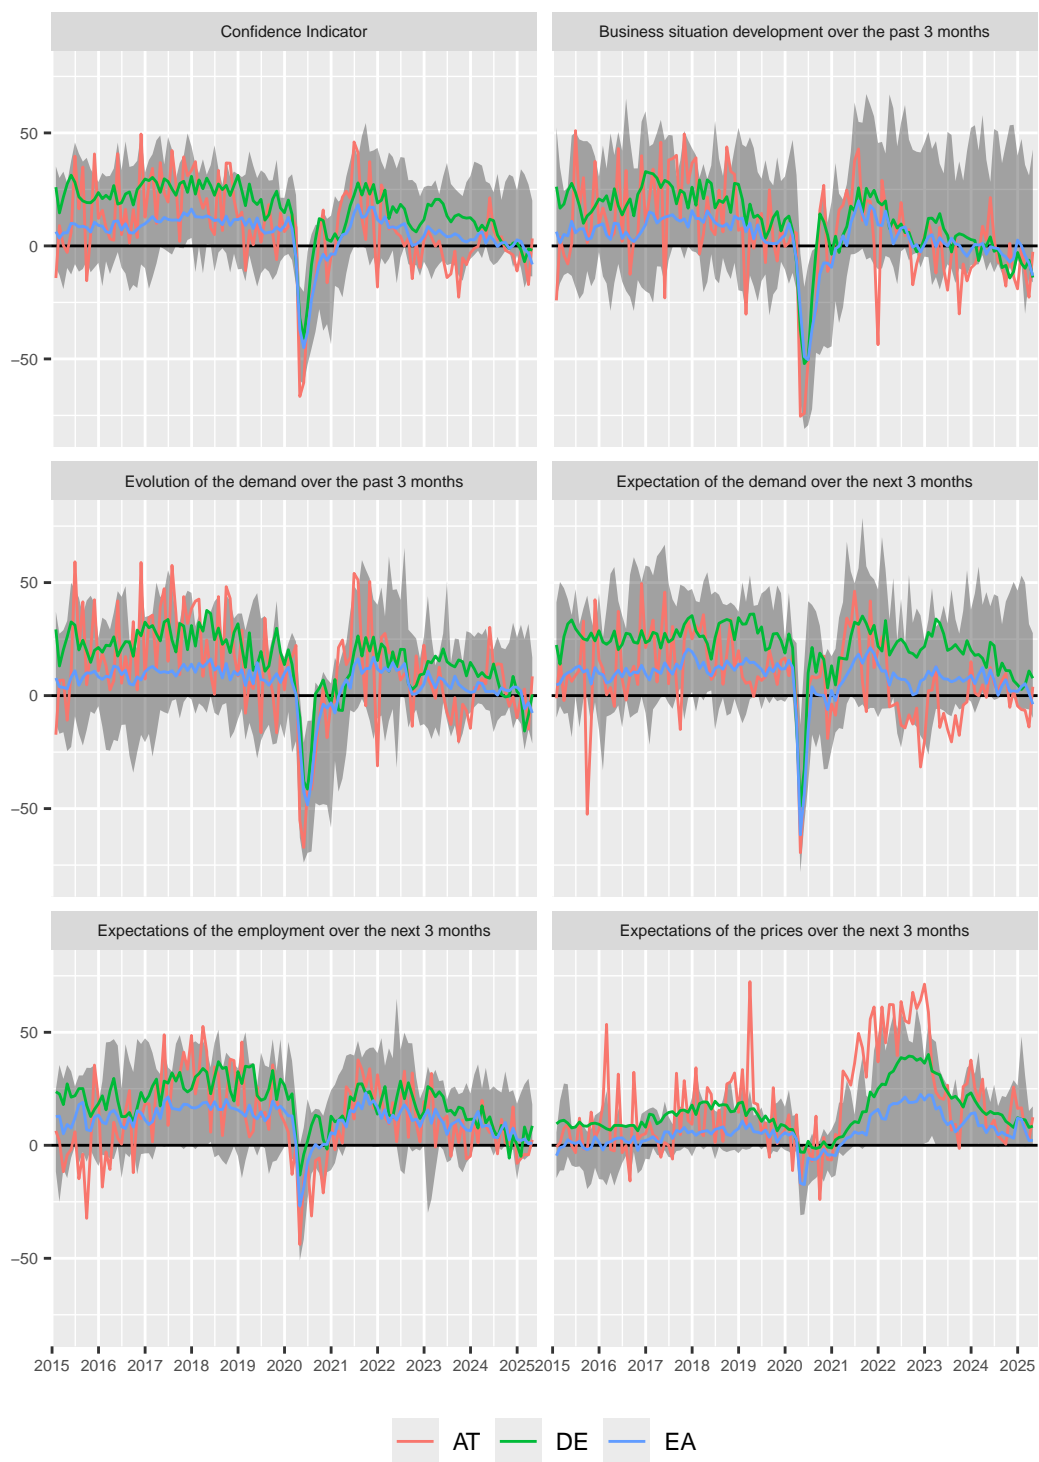 Confidence Indicator
Business situation development over the past 3 months
50
0
−50
Evolution of the demand over the past 3 months
Expectation of the demand over the next 3 months
50
0
−50
Expectations of the employment over the next 3 months
Expectations of the prices over the next 3 months
50
0
−50
2015 2016 2017 2018 2019 2020 2021 2022 2023 2024 2025
2015 2016 2017 2018 2019 2020 2021 2022 2023 2024 2025
AT DE EA